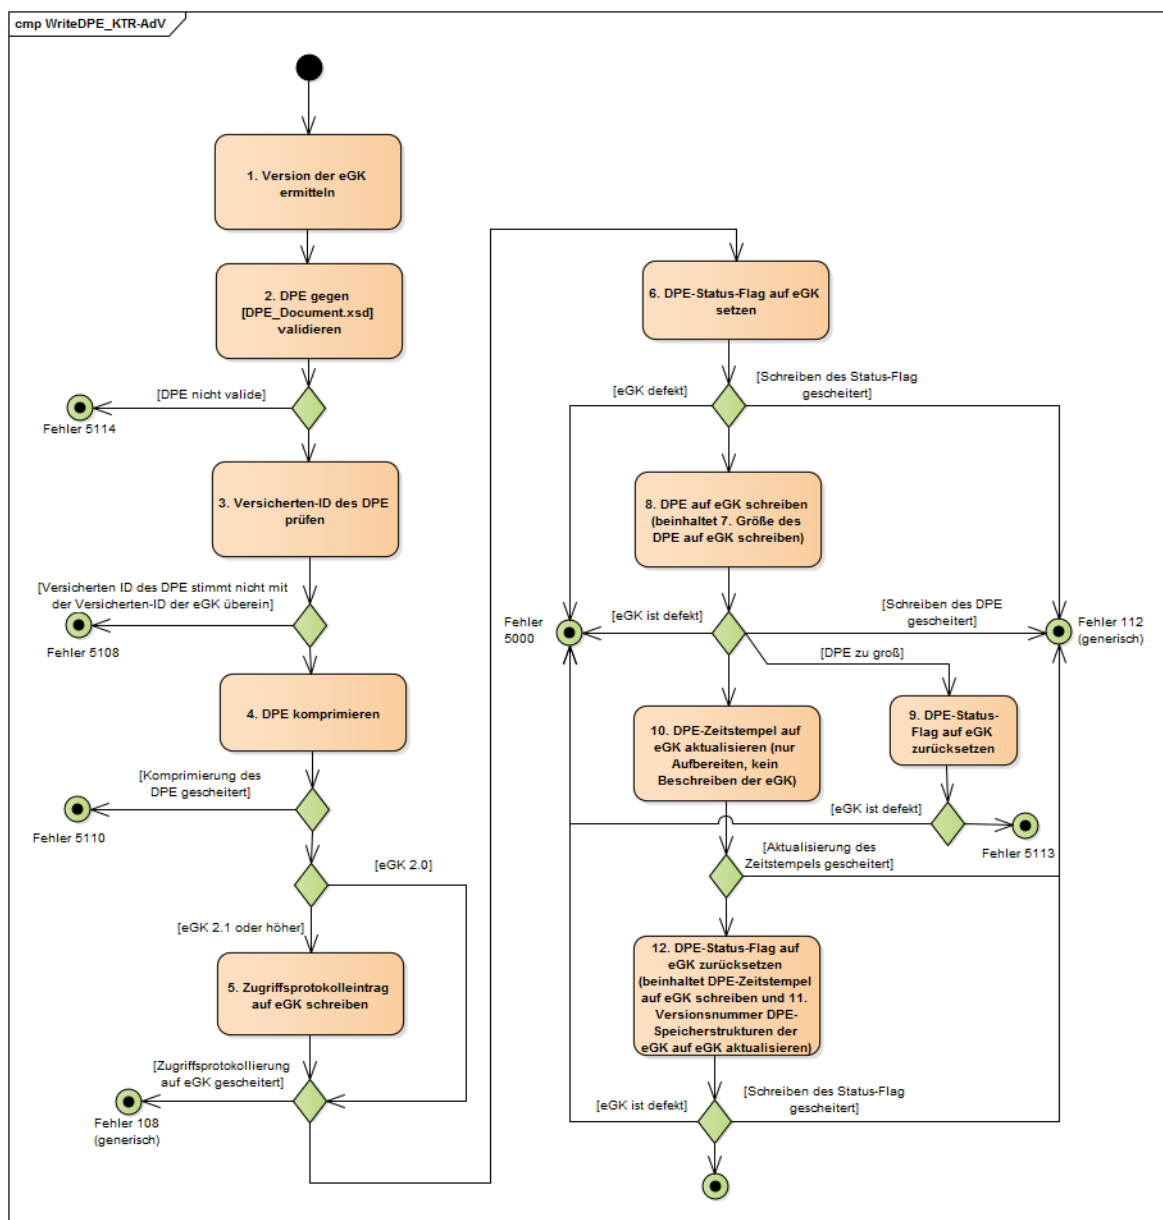 cmp WriteDPE_KTR-AdV
1. Version der eGK
ermitteln
2. DPE gegen
[DPE_Document.xsd]
validieren
[DPE nicht valide]
Fehler 5114
3. Versicherten-ID des DPE
prüfen
[Versicherten ID des DPE stimmt nicht mit
der Versicherten-ID der eGK überein]
Fehler 5108
4. DPE komprimieren
[Komprimierung des
DPE gescheitert]
Fehler 5110
[eGK 2.0]
[eGK 2.1 oder höher]
5. Zugriffsprotokolleintrag
auf eGK schreiben
[Zugriffsprotokollierung
auf eGK gescheitert]
Fehler 108
(generisch)
6. DPE-Status-Flag auf eGK
setzen
[eGK defekt]
[Schreiben des Status-Flag
gescheitert]
8. DPE auf eGK schreiben
(beinhaltet 7. Größe des
DPE auf eGK schreiben)
Fehler
5000
[eGK ist defekt]
[Schreiben des DPE
gescheitert]
Fehler 112
(generisch)
[DPE zu groß]
10. DPE-Zeitstempel auf
eGK aktualisieren (nur
Aufbereiten, kein
Beschreiben der eGK)
9. DPE-Status-
Flag auf eGK
zurücksetzen
[eGK ist defekt]
Fehler 5113
[Aktualisierung des
Zeitstempels gescheitert]
12. DPE-Status-Flag auf
eGK zurücksetzen
(beinhaltet DPE-Zeitstempel
auf eGK schreiben und 11.
Versionsnummer DPE-
Speicherstrukturen der
eGK auf eGK aktualisieren)
[eGK ist defekt]
[Schreiben des Status-Flag
gescheitert]